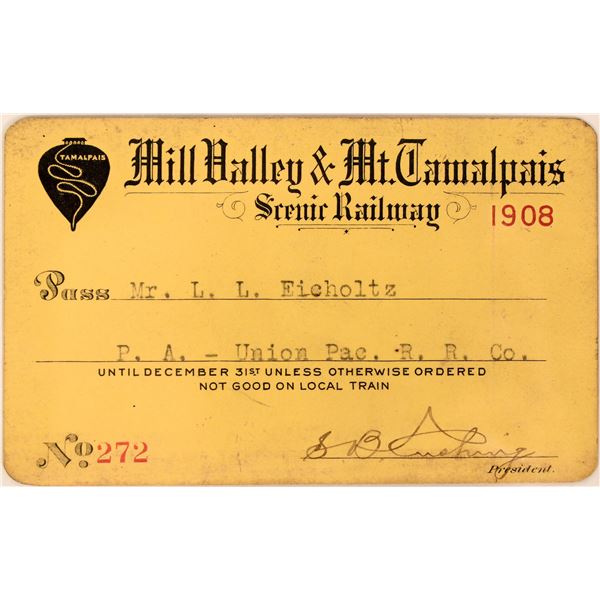 TAMALPAIS
Mill Valley & Mt. Tamalpais
Scenic Railway 1908
Pass Mr. L. L. Eicholtz
P. A. - Union Pac. R. R. Co.
UNTIL DECEMBER 31ST UNLESS OTHERWISE ORDERED
NOT GOOD ON LOCAL TRAIN
No. 272
S B Cushing
President.